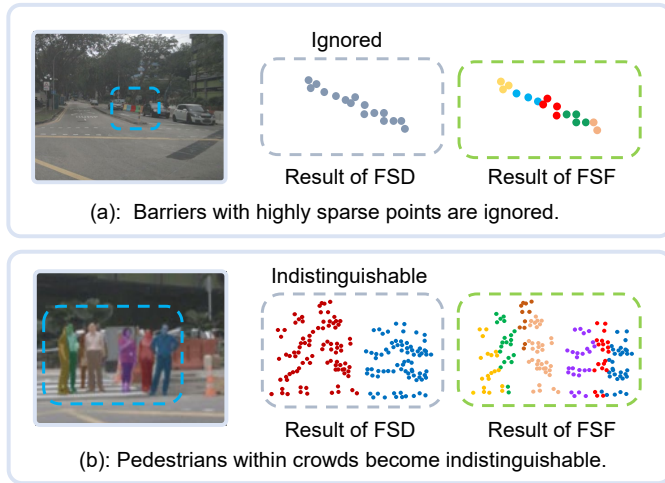 Ignored
Result of FSD
Result of FSF
(a): Barriers with highly sparse points are ignored.
Indistinguishable
Result of FSD
Result of FSF
(b): Pedestrians within crowds become indistinguishable.